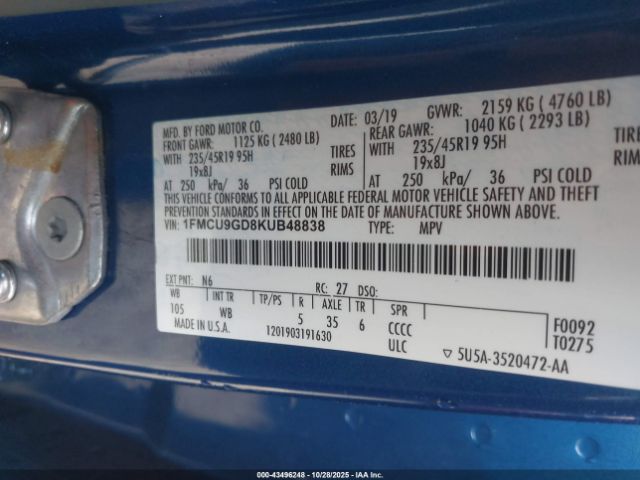 MFD. BY FORD MOTOR CO. DATE: 03/19 GVWR: 2159 KG ( 4760 LB)
FRONT GAWR: 1125 KG ( 2480 LB) REAR GAWR: 1040 KG ( 2293 LB)
WITH 235/45R19 95H TIRES WITH 235/45R19 95H TIRES
19x8J RIMS 19x8J RIMS
AT 250 kPa/ 36 PSI COLD AT 250 kPa/ 36 PSI COLD
THIS VEHICLE CONFORMS TO ALL APPLICABLE FEDERAL MOTOR VEHICLE SAFETY AND THEFT
PREVENTION STANDARDS IN EFFECT ON THE DATE OF MANUFACTURE SHOWN ABOVE.
VIN: 1FMCU9GD8KUB48838 TYPE: MPV
EXT PNT: N6 RC: 27 DSO:
WB INT TR TP/PS R AXLE TR SPR
105 WB 5 35 6 CCCC F0092
MADE IN U.S.A. 1201903191630 ULC T0275
▽ 5U5A-3520472-AA
000-43496248 - 10/28/2025 - IAA, Inc.